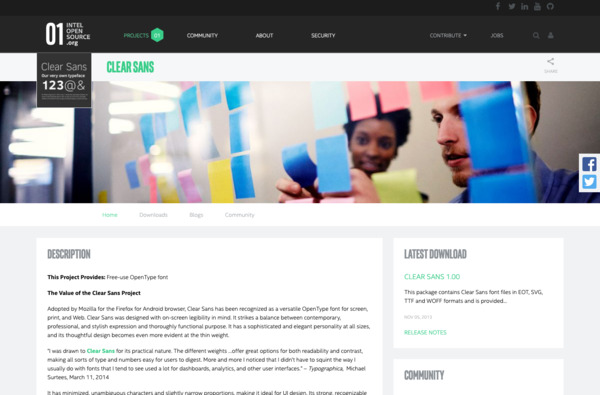 01 INTEL
OPEN
SOURCE
.org
PROJECTS 01 COMMUNITY ABOUT SECURITY CONTRIBUTE JOBS
Clear Sans
Our very own typeface
123@&
CLEAR SANS
SHARE
Home Downloads Blogs Community
DESCRIPTION
This Project Provides: Free-use OpenType font
The Value of the Clear Sans Project
Adopted by Mozilla for the Firefox for Android browser, Clear Sans has been recognized as a versatile OpenType font for screen,
print, and Web. Clear Sans was designed with on-screen legibility in mind. It strikes a balance between contemporary,
professional, and stylish expression and thoroughly functional purpose. It has a sophisticated and elegant personality at all sizes,
and its thoughtful design becomes even more evident at the thin weight.
"I was drawn to Clear Sans for its practical nature. The different weights ...offer great options for both readability and contrast,
making all sorts of type and numbers easy for users to digest. More and more I noticed that I didn't have to squint the way I
usually do with fonts that I tend to see used a lot for dashboards, analytics, and other user interfaces." – Typographica, Michael
Surtees, March 11, 2014
It has minimized, unambiguous characters and slightly narrow proportions, making it ideal for UI design. Its strong, recognizable
LATEST DOWNLOAD
CLEAR SANS 1.00
This package contains Clear Sans font files in EOT, SVG,
TTF and WOFF formats and is provided...
NOV 20, 2013
RELEASE NOTES
COMMUNITY